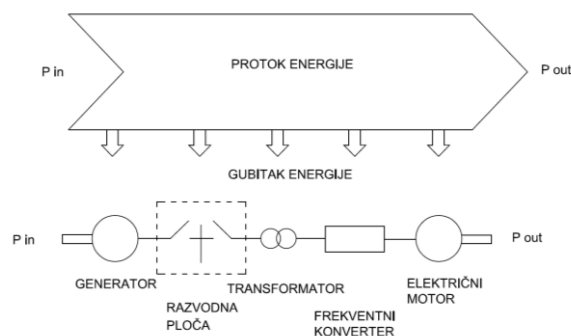 P in
PROTOK ENERGIJE
P out
GUBITAK ENERGIJE
P in
P out
GENERATOR
RAZVODNA
PLOČA
TRANSFORMATOR
FREKVENTNI
KONVERTER
ELEKTRIČNI
MOTOR